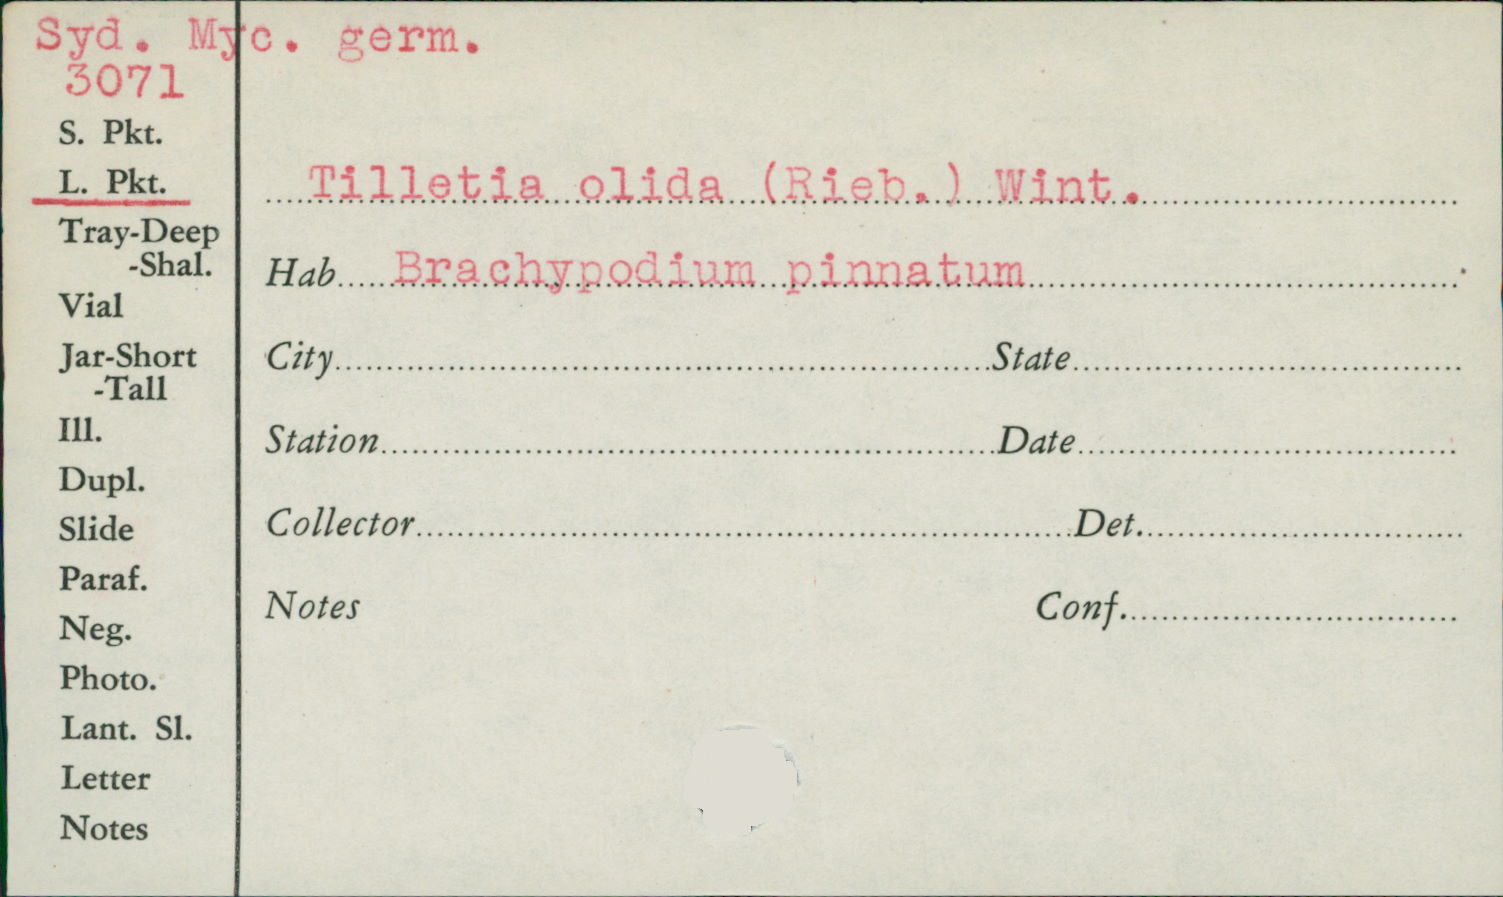 Syd. Myc. germ.
3071
S. Pkt.
L. Pkt.
Tray-Deep
-Shal.
Vial
Jar-Short
-Tall
Ill.
Dupl.
Slide
Paraf.
Neg.
Photo.
Lant. Sl.
Letter
Notes
Tilletia olida (Rieb.) Wint.
Hab. Brachypodium pinnatum
City State
Station Date
Collector Det.
Notes Conf.